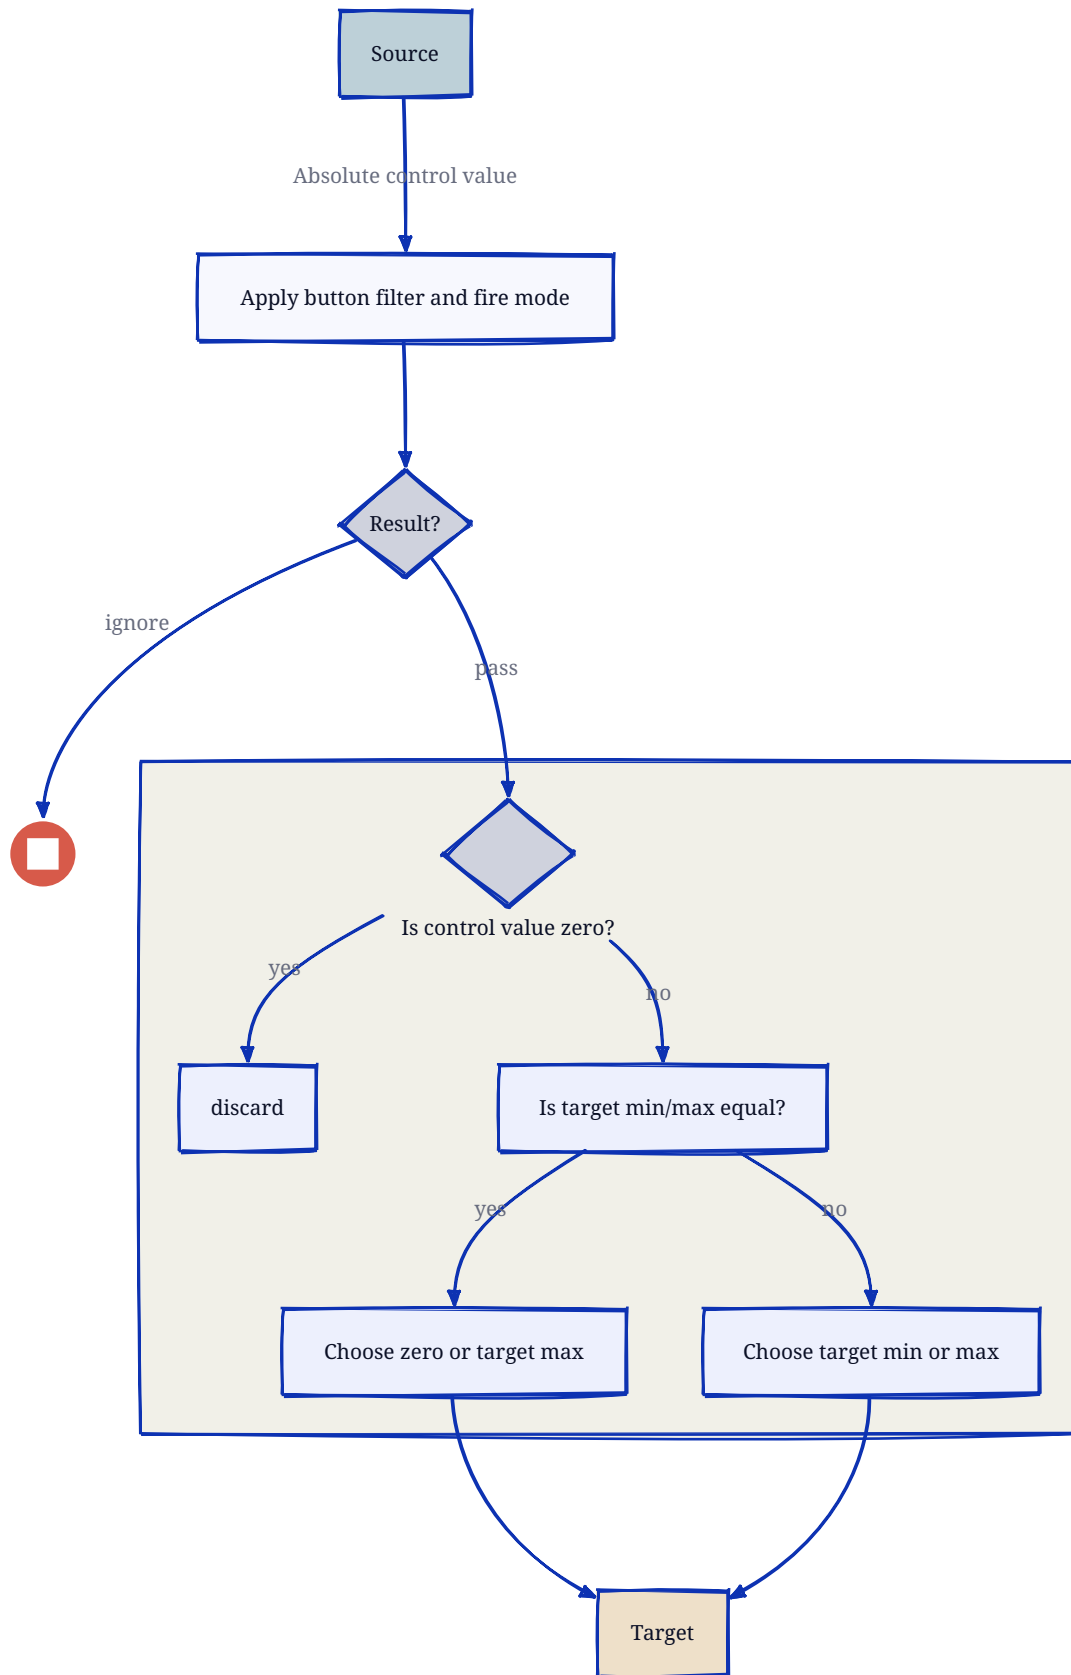 Source
Absolute control value
Apply button filter and fire mode
Result?
ignore
pass
Is control value zero?
yes
no
discard
Is target min/max equal?
yes
no
Choose zero or target max
Choose target min or max
Target